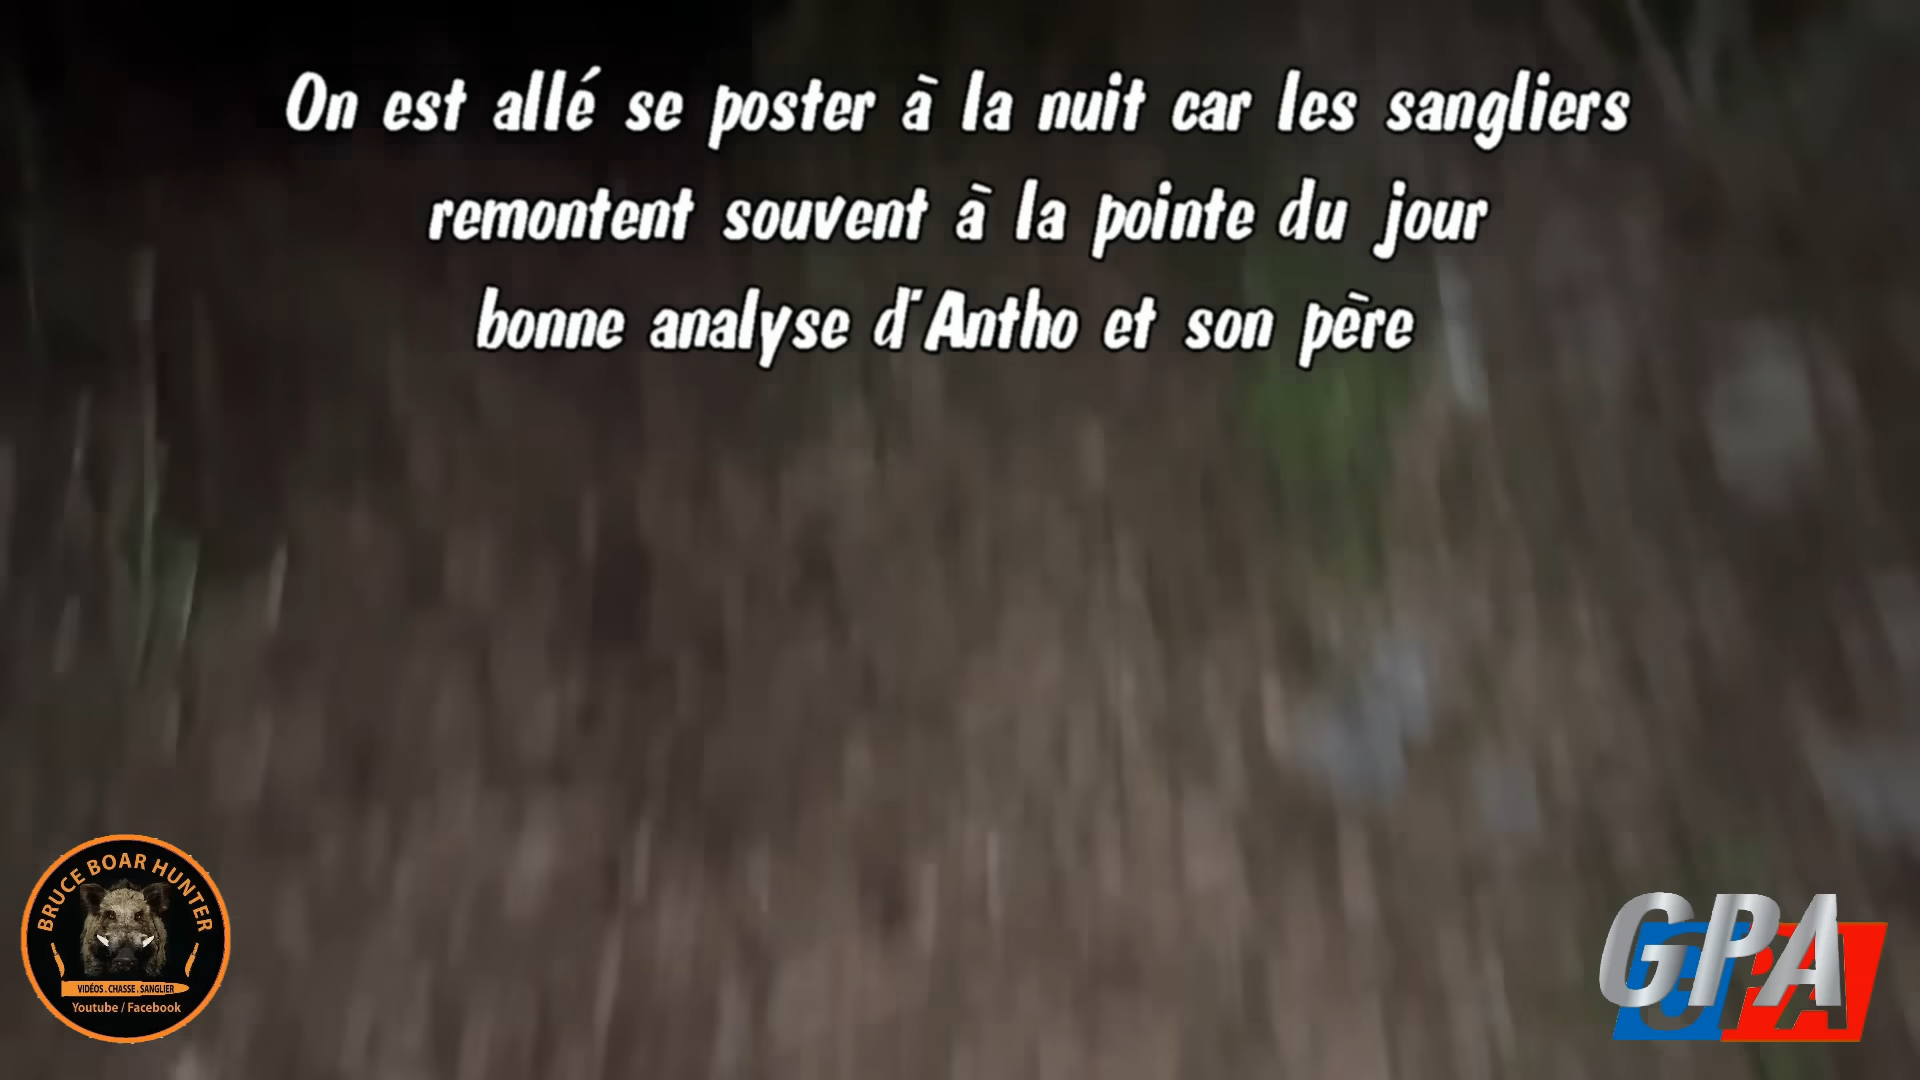 On est allé se poster à la nuit car les sangliers
remontent souvent à la pointe du jour
bonne analyse d'Antho et son père
BRUCE BOAR HUNTER
VIDÉOS . CHASSE . SANGLIER
Youtube / Facebook
GPA